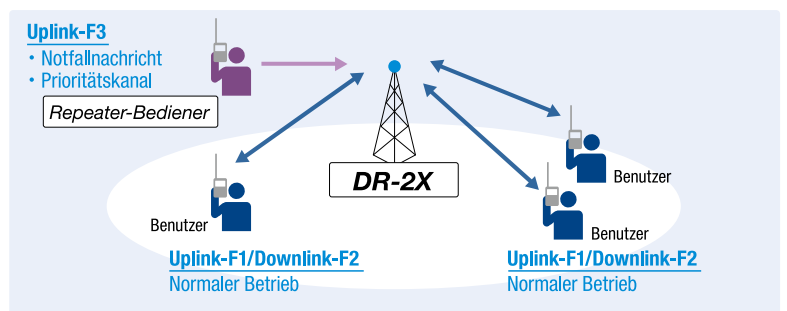 Uplink-F3
• Notfallnachricht
• Prioritätskanal
Repeater-Bediener
DR-2X
Benutzer
Benutzer
Benutzer
Uplink-F1/Downlink-F2
Normaler Betrieb
Uplink-F1/Downlink-F2
Normaler Betrieb